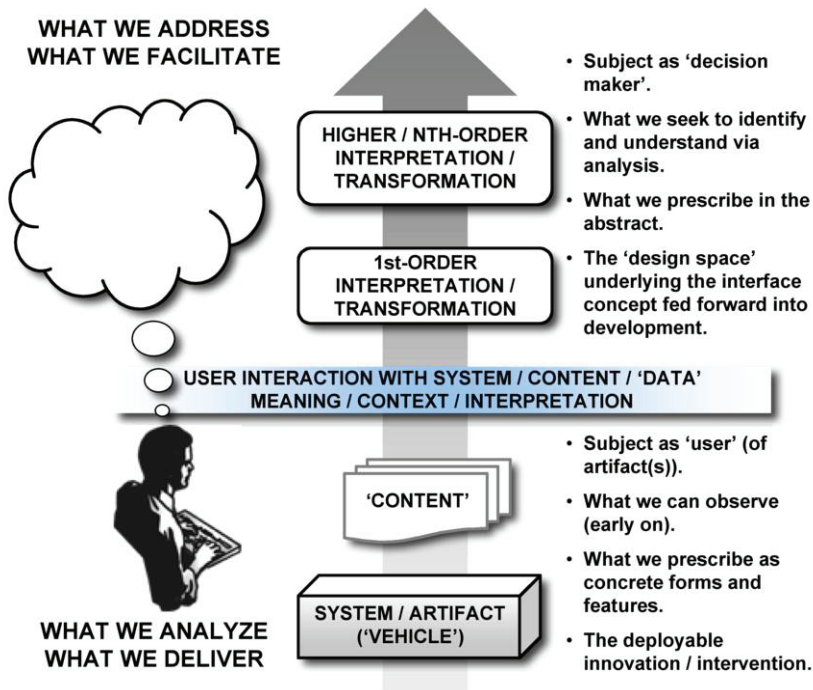 WHAT WE ADDRESS
WHAT WE FACILITATE
HIGHER / NTH-ORDER
INTERPRETATION /
TRANSFORMATION
• Subject as ‘decision
maker’.
• What we seek to identify
and understand via
analysis.
• What we prescribe in the
abstract.
• The ‘design space’
underlying the interface
concept fed forward into
development.
1st-ORDER
INTERPRETATION /
TRANSFORMATION
USER INTERACTION WITH SYSTEM / CONTENT / ‘DATA’
MEANING / CONTEXT / INTERPRETATION
‘CONTENT’
SYSTEM / ARTIFACT
(‘VEHICLE’)
• Subject as ‘user’ (of
artifact(s)).
• What we can observe
(early on).
• What we prescribe as
concrete forms and
features.
• The deployable
innovation / intervention.
WHAT WE ANALYZE
WHAT WE DELIVER